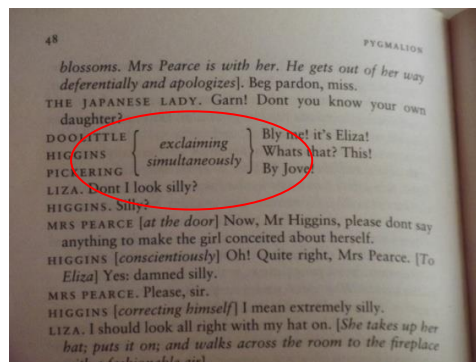 48
PYGMALION
blossoms. Mrs Pearce is with her. He gets out of her way
deferentially and apologizes]. Beg pardon, miss.
THE JAPANESE LADY. Garn! Dont you know your own
daughter?
DOOLITTLE { exclaiming } Bly me! it's Eliza!
HIGGINS { simultaneously } Whats that? This!
PICKERING By Jove!
LIZA. Dont I look silly?
HIGGINS. Silly?
MRS PEARCE [at the door] Now, Mr Higgins, please dont say
anything to make the girl conceited about herself.
HIGGINS [conscientiously] Oh! Quite right, Mrs Pearce. [To
Eliza] Yes: damned silly.
MRS PEARCE. Please, sir.
HIGGINS [correcting himself] I mean extremely silly.
LIZA. I should look all right with my hat on. [She takes up her
hat; puts it on; and walks across the room to the fireplace